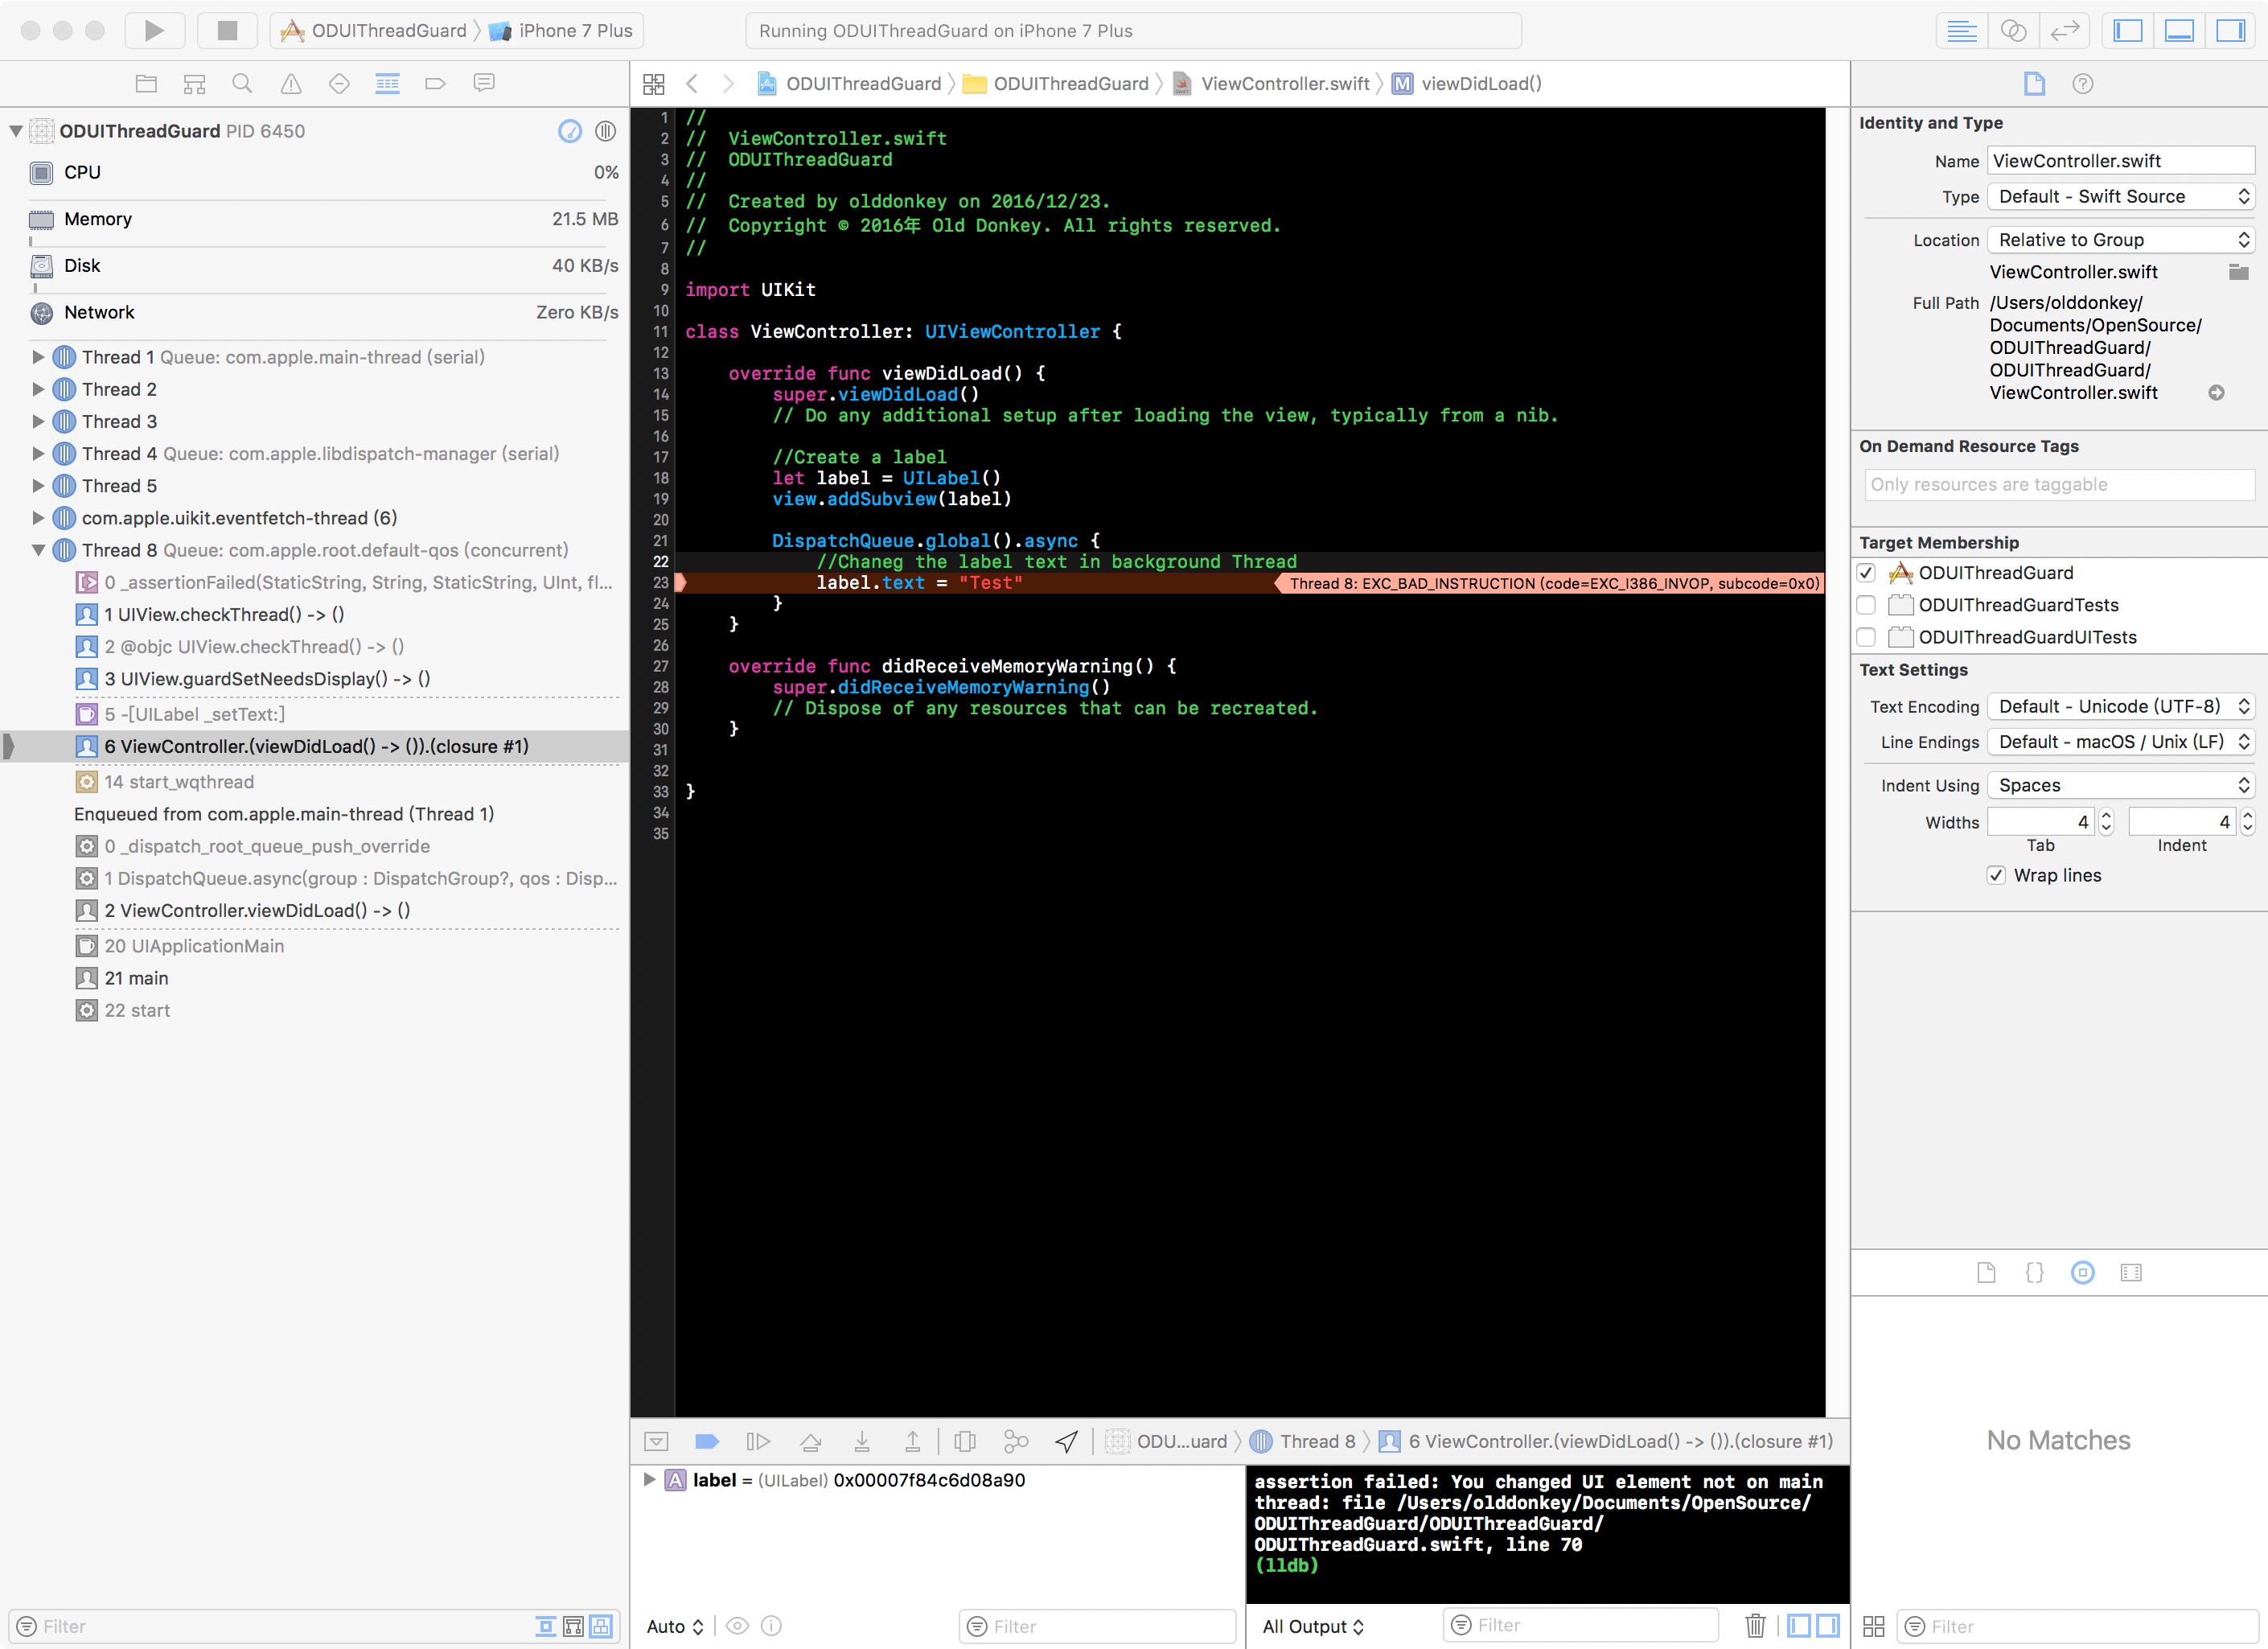 ODUIThreadGuard iPhone 7 Plus
Running ODUIThreadGuard on iPhone 7 Plus
ODUIThreadGuard PID 6450
CPU 0%
Memory 21.5 MB
Disk 40 KB/s
Network Zero KB/s
Thread 1 Queue: com.apple.main-thread (serial)
Thread 2
Thread 3
Thread 4 Queue: com.apple.libdispatch-manager (serial)
Thread 5
com.apple.uikit.eventfetch-thread (6)
Thread 8 Queue: com.apple.root.default-qos (concurrent)
0 _assertionFailed(StaticString, String, StaticString, UInt, fl...
1 UIView.checkThread() -> ()
2 @objc UIView.checkThread() -> ()
3 UIView.guardSetNeedsDisplay() -> ()
5 -[UILabel _setText:]
6 ViewController.(viewDidLoad() -> ()).(closure #1)
14 start_wqthread
Enqueued from com.apple.main-thread (Thread 1)
0 _dispatch_root_queue_push_override
1 DispatchQueue.async(group : DispatchGroup?, qos : Disp...
2 ViewController.viewDidLoad() -> ()
20 UIApplicationMain
21 main
22 start
Filter
ODUIThreadGuard ODUIThreadGuard ViewController.swift M viewDidLoad()
1 //
2 //  ViewController.swift
3 //  ODUIThreadGuard
4 //
5 //  Created by olddonkey on 2016/12/23.
6 //  Copyright © 2016年 Old Donkey. All rights reserved.
7 //
8
9 import UIKit
10
11 class ViewController: UIViewController {
12
13     override func viewDidLoad() {
14         super.viewDidLoad()
15         // Do any additional setup after loading the view, typically from a nib.
16
17         //Create a label
18         let label = UILabel()
19         view.addSubview(label)
20
21         DispatchQueue.global().async {
22             //Chaneg the label text in background Thread
23             label.text = "Test" Thread 8: EXC_BAD_INSTRUCTION (code=EXC_I386_INVOP, subcode=0x0)
24         }
25     }
26
27     override func didReceiveMemoryWarning() {
28         super.didReceiveMemoryWarning()
29         // Dispose of any resources that can be recreated.
30     }
31
32
33 }
34
35
ODU...uard Thread 8 6 ViewController.(viewDidLoad() -> ()).(closure #1)
A label = (UILabel) 0x00007f84c6d08a90
Auto Filter
assertion failed: You changed UI element not on main
thread: file /Users/olddonkey/Documents/OpenSource/
ODUIThreadGuard/ODUIThreadGuard/
ODUIThreadGuard.swift, line 70
(lldb)
All Output Filter
Identity and Type
Name ViewController.swift
Type Default - Swift Source
Location Relative to Group
ViewController.swift
Full Path /Users/olddonkey/
Documents/OpenSource/
ODUIThreadGuard/
ODUIThreadGuard/
ViewController.swift
On Demand Resource Tags
Only resources are taggable
Target Membership
ODUIThreadGuard
ODUIThreadGuardTests
ODUIThreadGuardUITests
Text Settings
Text Encoding Default - Unicode (UTF-8)
Line Endings Default - macOS / Unix (LF)
Indent Using Spaces
Widths 4 4
Tab Indent
Wrap lines
No Matches
Filter